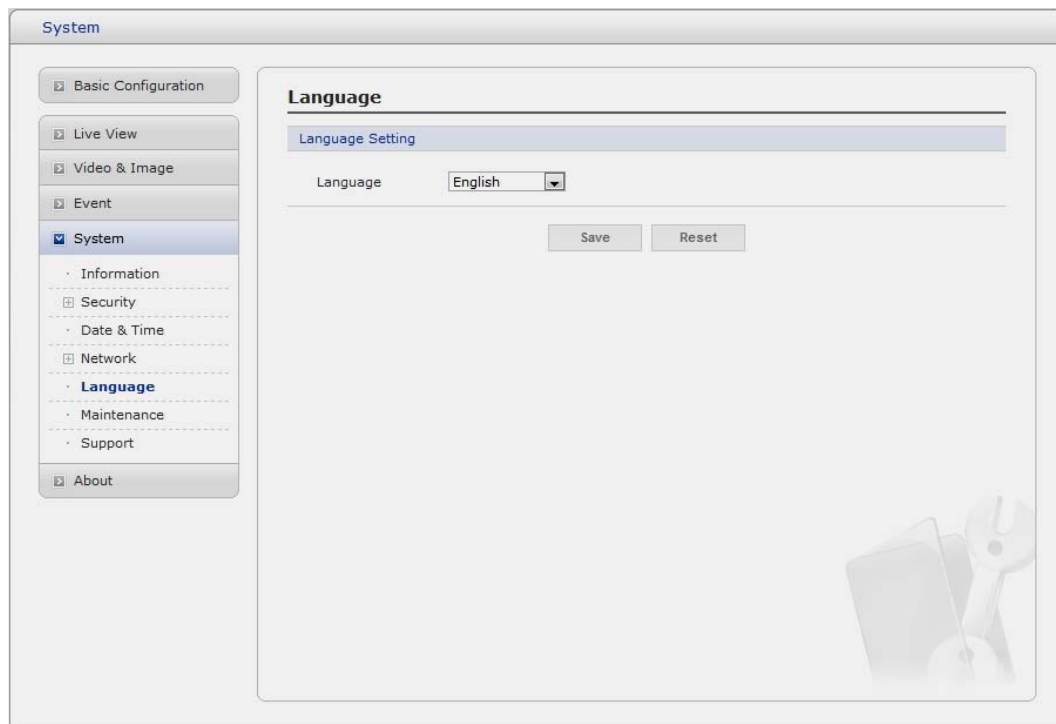 System
Basic Configuration
Live View
Video & Image
Event
System
Information
Security
Date & Time
Network
Language
Maintenance
Support
About
Language
Language Setting
Language English
Save Reset